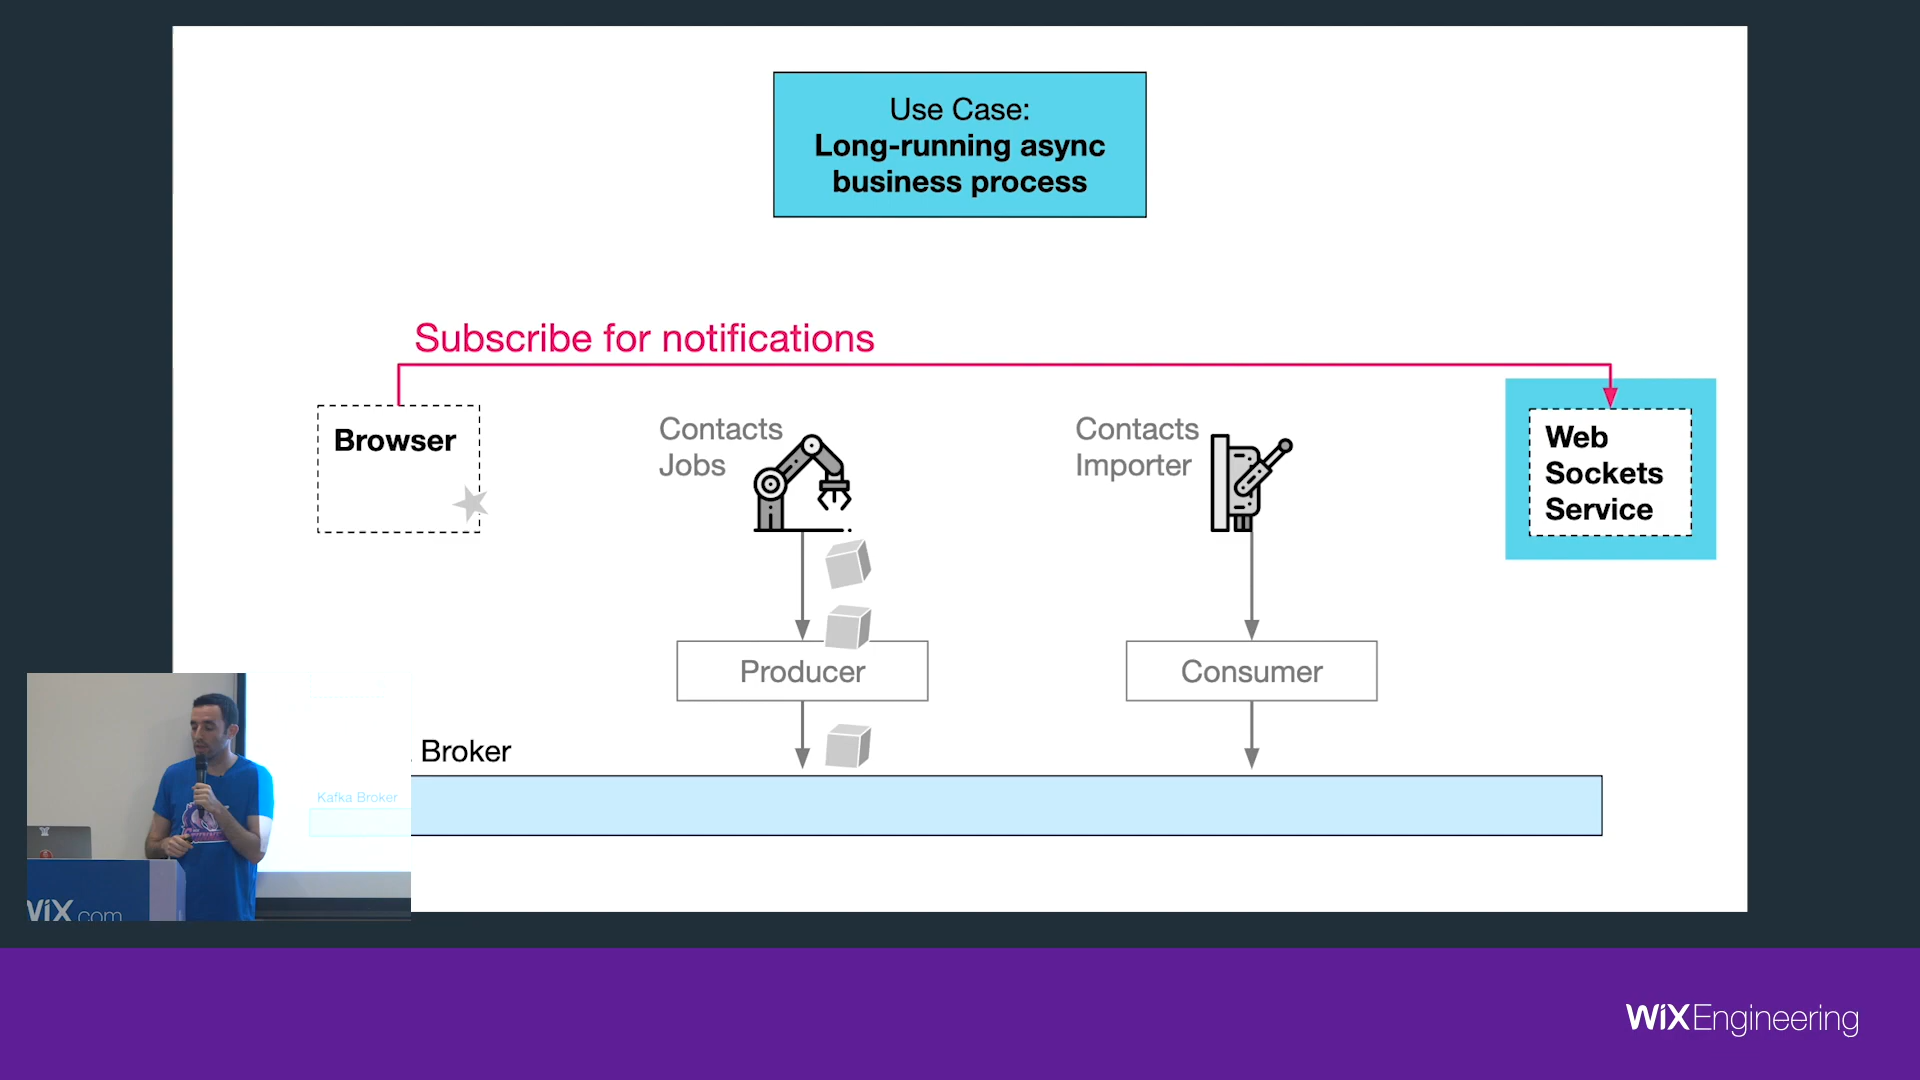 Use Case:
Long-running async
business process
Subscribe for notifications
Browser
Contacts
Jobs
Contacts
Importer
Web
Sockets
Service
Producer
Consumer
Broker
Kafka Broker
WiX.com
WiXEngineering